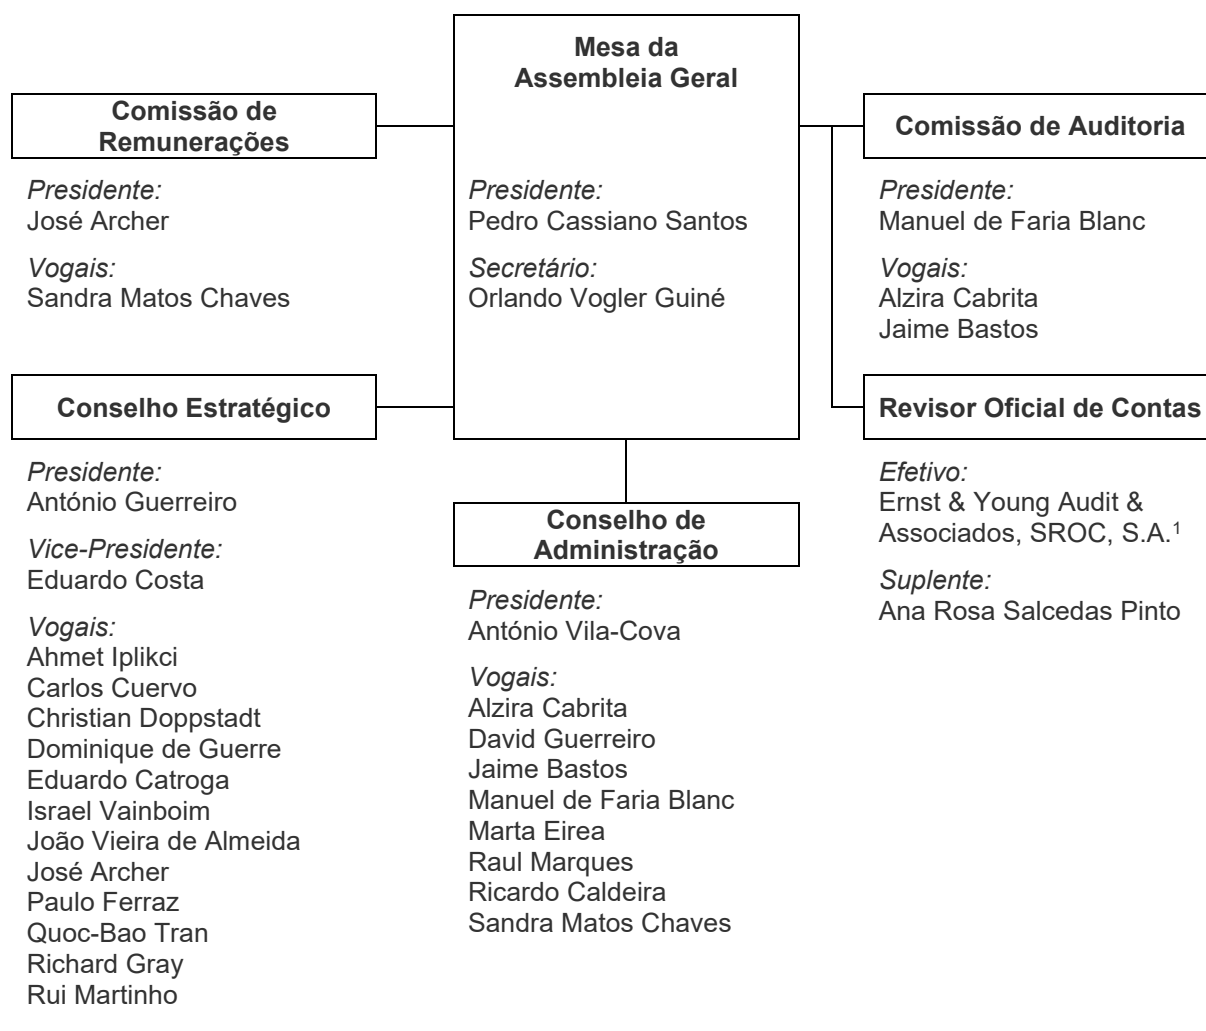 Mesa da
Assembleia Geral
Presidente:
Pedro Cassiano Santos
Secretário:
Orlando Vogler Guiné
Comissão de
Remunerações
Presidente:
José Archer
Vogais:
Sandra Matos Chaves
Comissão de Auditoria
Presidente:
Manuel de Faria Blanc
Vogais:
Alzira Cabrita
Jaime Bastos
Conselho Estratégico
Presidente:
António Guerreiro
Vice-Presidente:
Eduardo Costa
Vogais:
Ahmet Iplikci
Carlos Cuervo
Christian Doppstadt
Dominique de Guerre
Eduardo Catroga
Israel Vainboim
João Vieira de Almeida
José Archer
Paulo Ferraz
Quoc-Bao Tran
Richard Gray
Rui Martinho
Conselho de
Administração
Presidente:
António Vila-Cova
Vogais:
Alzira Cabrita
David Guerreiro
Jaime Bastos
Manuel de Faria Blanc
Marta Eirea
Raul Marques
Ricardo Caldeira
Sandra Matos Chaves
Revisor Oficial de Contas
Efetivo:
Ernst & Young Audit &
Associados, SROC, S.A.¹
Suplente:
Ana Rosa Salcedas Pinto